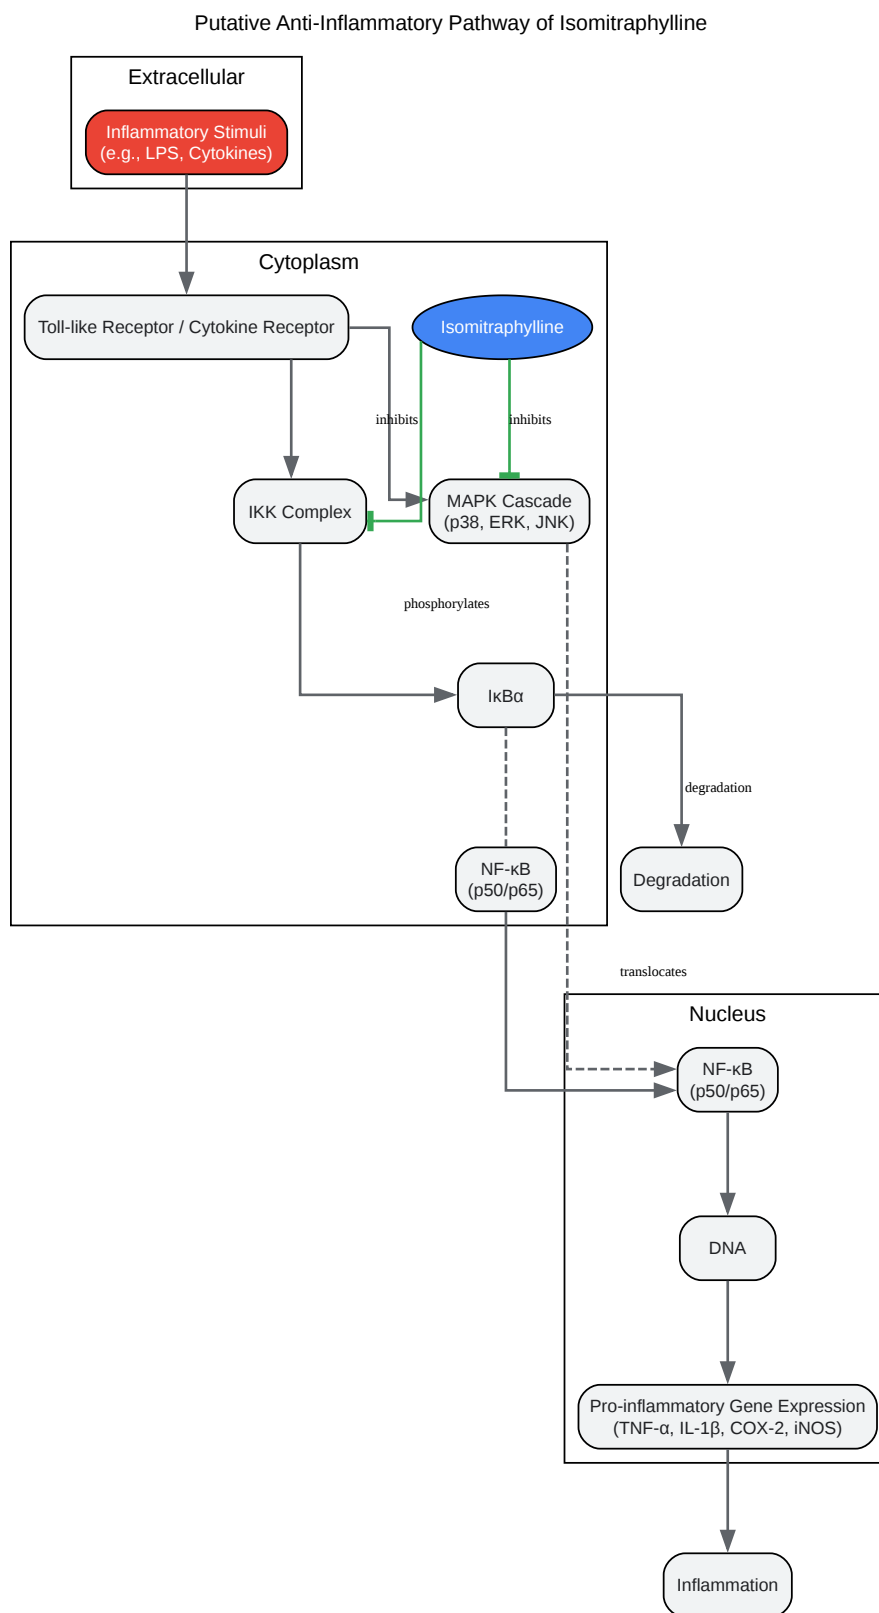 Putative Anti-Inflammatory Pathway of Isomitraphylline
Extracellular
Inflammatory Stimuli
(e.g., LPS, Cytokines)
Cytoplasm
Toll-like Receptor / Cytokine Receptor
Isomitraphylline
inhibits
inhibits
IKK Complex
MAPK Cascade
(p38, ERK, JNK)
phosphorylates
IκBα
degradation
NF-κB
(p50/p65)
Degradation
translocates
Nucleus
NF-κB
(p50/p65)
DNA
Pro-inflammatory Gene Expression
(TNF-α, IL-1β, COX-2, iNOS)
Inflammation